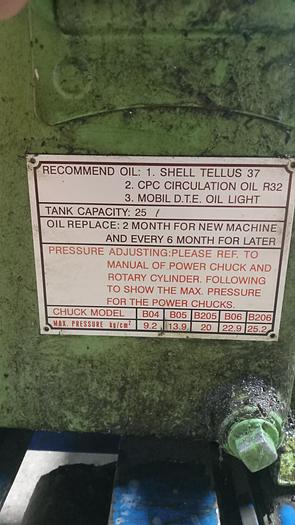 RECOMMEND OIL: 1. SHELL TELLUS 37
2. CPC CIRCULATION OIL R32
3. MOBIL D.T.E. OIL LIGHT
TANK CAPACITY: 25 ℓ
OIL REPLACE: 2 MONTH FOR NEW MACHINE
AND EVERY 6 MONTH FOR LATER
PRESSURE ADJUSTING:PLEASE REF. TO
MANUAL OF POWER CHUCK AND
ROTARY CYLINDER. FOLLOWING
TO SHOW THE MAX. PRESSURE
FOR THE POWER CHUCKS.
CHUCK MODEL B04 B05 B205 B06 B206
MAX. PRESSURE kg/cm² 9.2 13.9 20 22.9 25.2